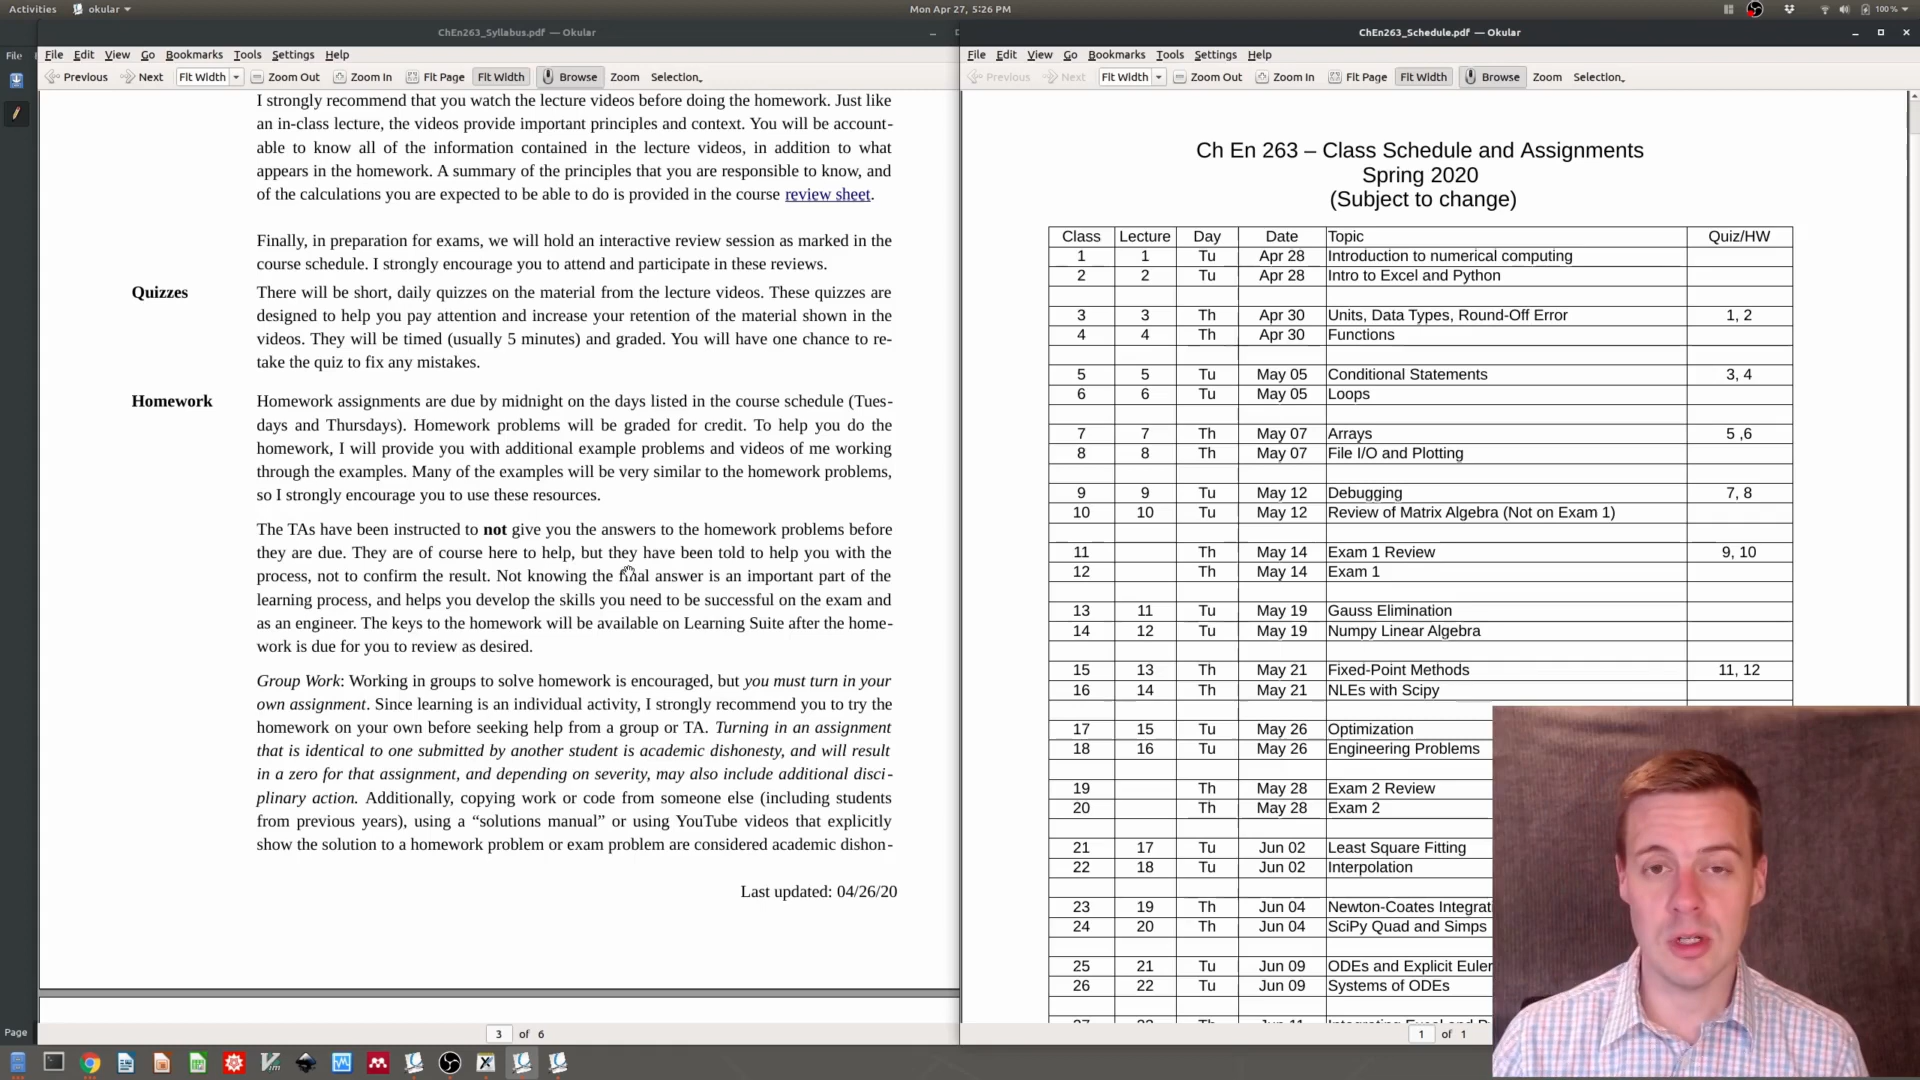 Activities okular Mon Apr 27, 5:26 PM 100 %
ChEn263_Syllabus.pdf — Okular
File Edit View Go Bookmarks Tools Settings Help
Previous Next Fit Width Zoom Out Zoom In Fit Page Fit Width Browse Zoom Selection
I strongly recommend that you watch the lecture videos before doing the homework. Just like
an in-class lecture, the videos provide important principles and context. You will be account-
able to know all of the information contained in the lecture videos, in addition to what
appears in the homework. A summary of the principles that you are responsible to know, and
of the calculations you are expected to be able to do is provided in the course review sheet.
Finally, in preparation for exams, we will hold an interactive review session as marked in the
course schedule. I strongly encourage you to attend and participate in these reviews.
Quizzes There will be short, daily quizzes on the material from the lecture videos. These quizzes are
designed to help you pay attention and increase your retention of the material shown in the
videos. They will be timed (usually 5 minutes) and graded. You will have one chance to re-
take the quiz to fix any mistakes.
Homework Homework assignments are due by midnight on the days listed in the course schedule (Tues-
days and Thursdays). Homework problems will be graded for credit. To help you do the
homework, I will provide you with additional example problems and videos of me working
through the examples. Many of the examples will be very similar to the homework problems,
so I strongly encourage you to use these resources.
The TAs have been instructed to not give you the answers to the homework problems before
they are due. They are of course here to help, but they have been told to help you with the
process, not to confirm the result. Not knowing the final answer is an important part of the
learning process, and helps you develop the skills you need to be successful on the exam and
as an engineer. The keys to the homework will be available on Learning Suite after the home-
work is due for you to review as desired.
Group Work: Working in groups to solve homework is encouraged, but you must turn in your
own assignment. Since learning is an individual activity, I strongly recommend you to try the
homework on your own before seeking help from a group or TA. Turning in an assignment
that is identical to one submitted by another student is academic dishonesty, and will result
in a zero for that assignment, and depending on severity, may also include additional disci-
plinary action. Additionally, copying work or code from someone else (including students
from previous years), using a “solutions manual” or using YouTube videos that explicitly
show the solution to a homework problem or exam problem are considered academic dishon-
Last updated: 04/26/20
3 of 6
File
Page
ChEn263_Schedule.pdf — Okular
File Edit View Go Bookmarks Tools Settings Help
Previous Next Fit Width Zoom Out Zoom In Fit Page Fit Width Browse Zoom Selection
Ch En 263 – Class Schedule and Assignments
Spring 2020
(Subject to change)
Class Lecture Day Date Topic Quiz/HW
1 1 Tu Apr 28 Introduction to numerical computing
2 2 Tu Apr 28 Intro to Excel and Python
3 3 Th Apr 30 Units, Data Types, Round-Off Error 1, 2
4 4 Th Apr 30 Functions
5 5 Tu May 05 Conditional Statements 3, 4
6 6 Tu May 05 Loops
7 7 Th May 07 Arrays 5 ,6
8 8 Th May 07 File I/O and Plotting
9 9 Tu May 12 Debugging 7, 8
10 10 Tu May 12 Review of Matrix Algebra (Not on Exam 1)
11 Th May 14 Exam 1 Review 9, 10
12 Th May 14 Exam 1
13 11 Tu May 19 Gauss Elimination
14 12 Tu May 19 Numpy Linear Algebra
15 13 Th May 21 Fixed-Point Methods 11, 12
16 14 Th May 21 NLEs with Scipy
17 15 Tu May 26 Optimization
18 16 Tu May 26 Engineering Problems
19 Th May 28 Exam 2 Review
20 Th May 28 Exam 2
21 17 Tu Jun 02 Least Square Fitting
22 18 Tu Jun 02 Interpolation
23 19 Th Jun 04 Newton-Coates Integrati
24 20 Th Jun 04 SciPy Quad and Simps
25 21 Tu Jun 09 ODEs and Explicit Euler
26 22 Tu Jun 09 Systems of ODEs
1 of 1